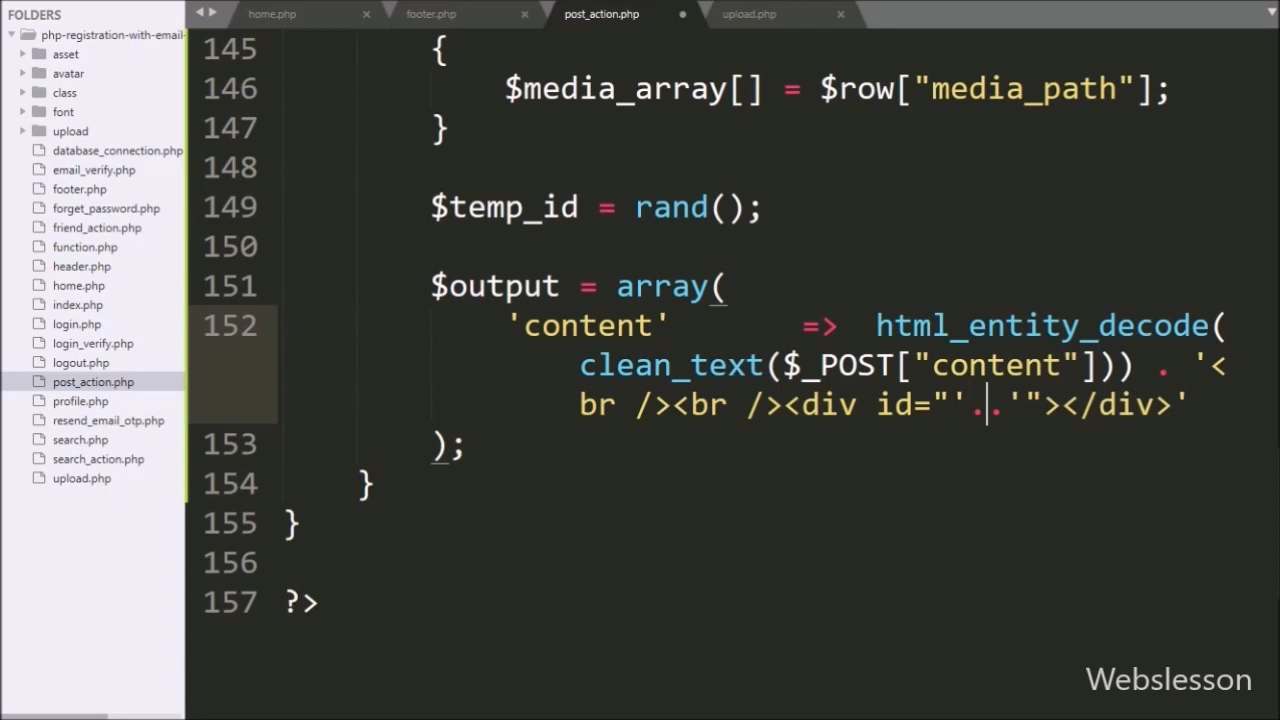 FOLDERS
php-registration-with-email-
asset
avatar
class
font
upload
database_connection.php
email_verify.php
footer.php
forget_password.php
friend_action.php
function.php
header.php
home.php
index.php
login.php
login_verify.php
logout.php
post_action.php
profile.php
resend_email_otp.php
search.php
search_action.php
upload.php
home.php × footer.php × post_action.php • upload.php ×
145 {
146 $media_array[] = $row["media_path"];
147 }
148
149 $temp_id = rand();
150
151 $output = array(
152 'content' => html_entity_decode(
clean_text($_POST["content"])) . '<
br /><br /><div id="'..'"></div>'
153 );
154 }
155 }
156
157 ?>
Webslesson